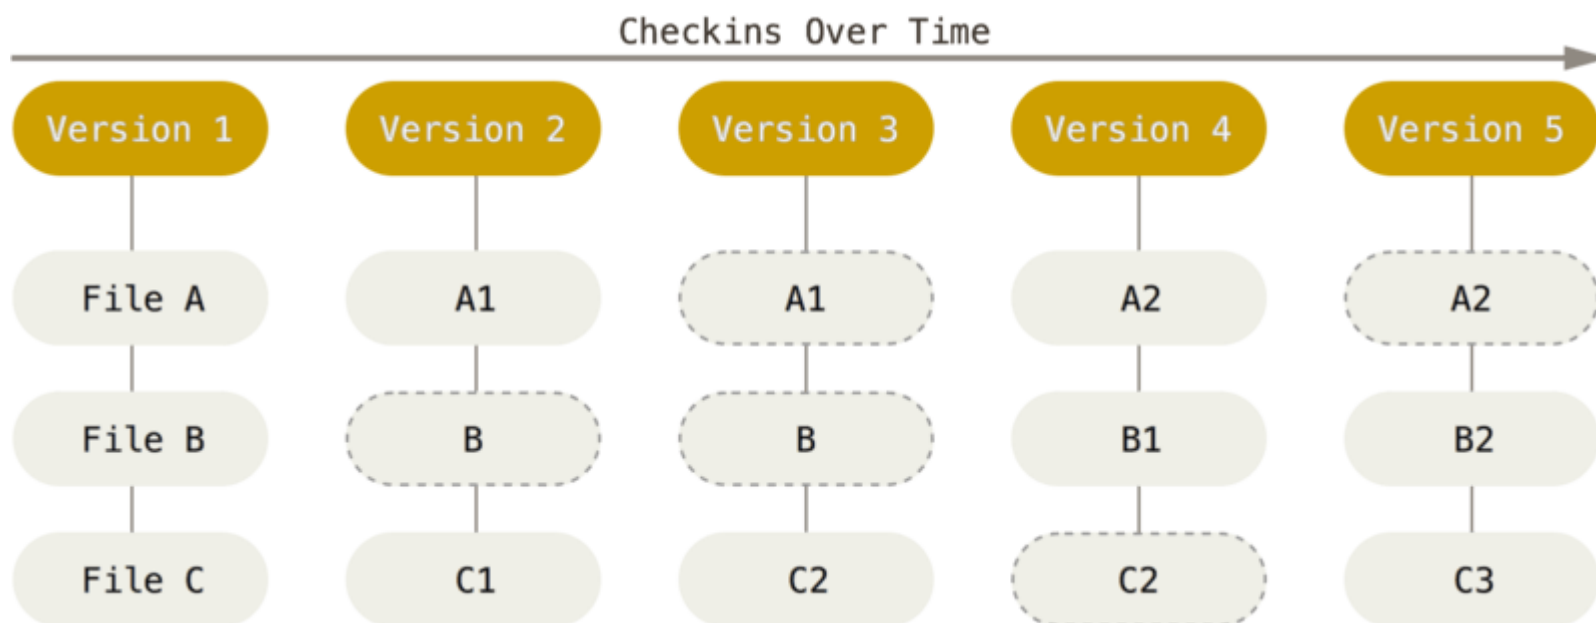 Checkins Over Time
Version 1 Version 2 Version 3 Version 4 Version 5
File A A1 A1 A2 A2
File B B B B1 B2
File C C1 C2 C2 C3